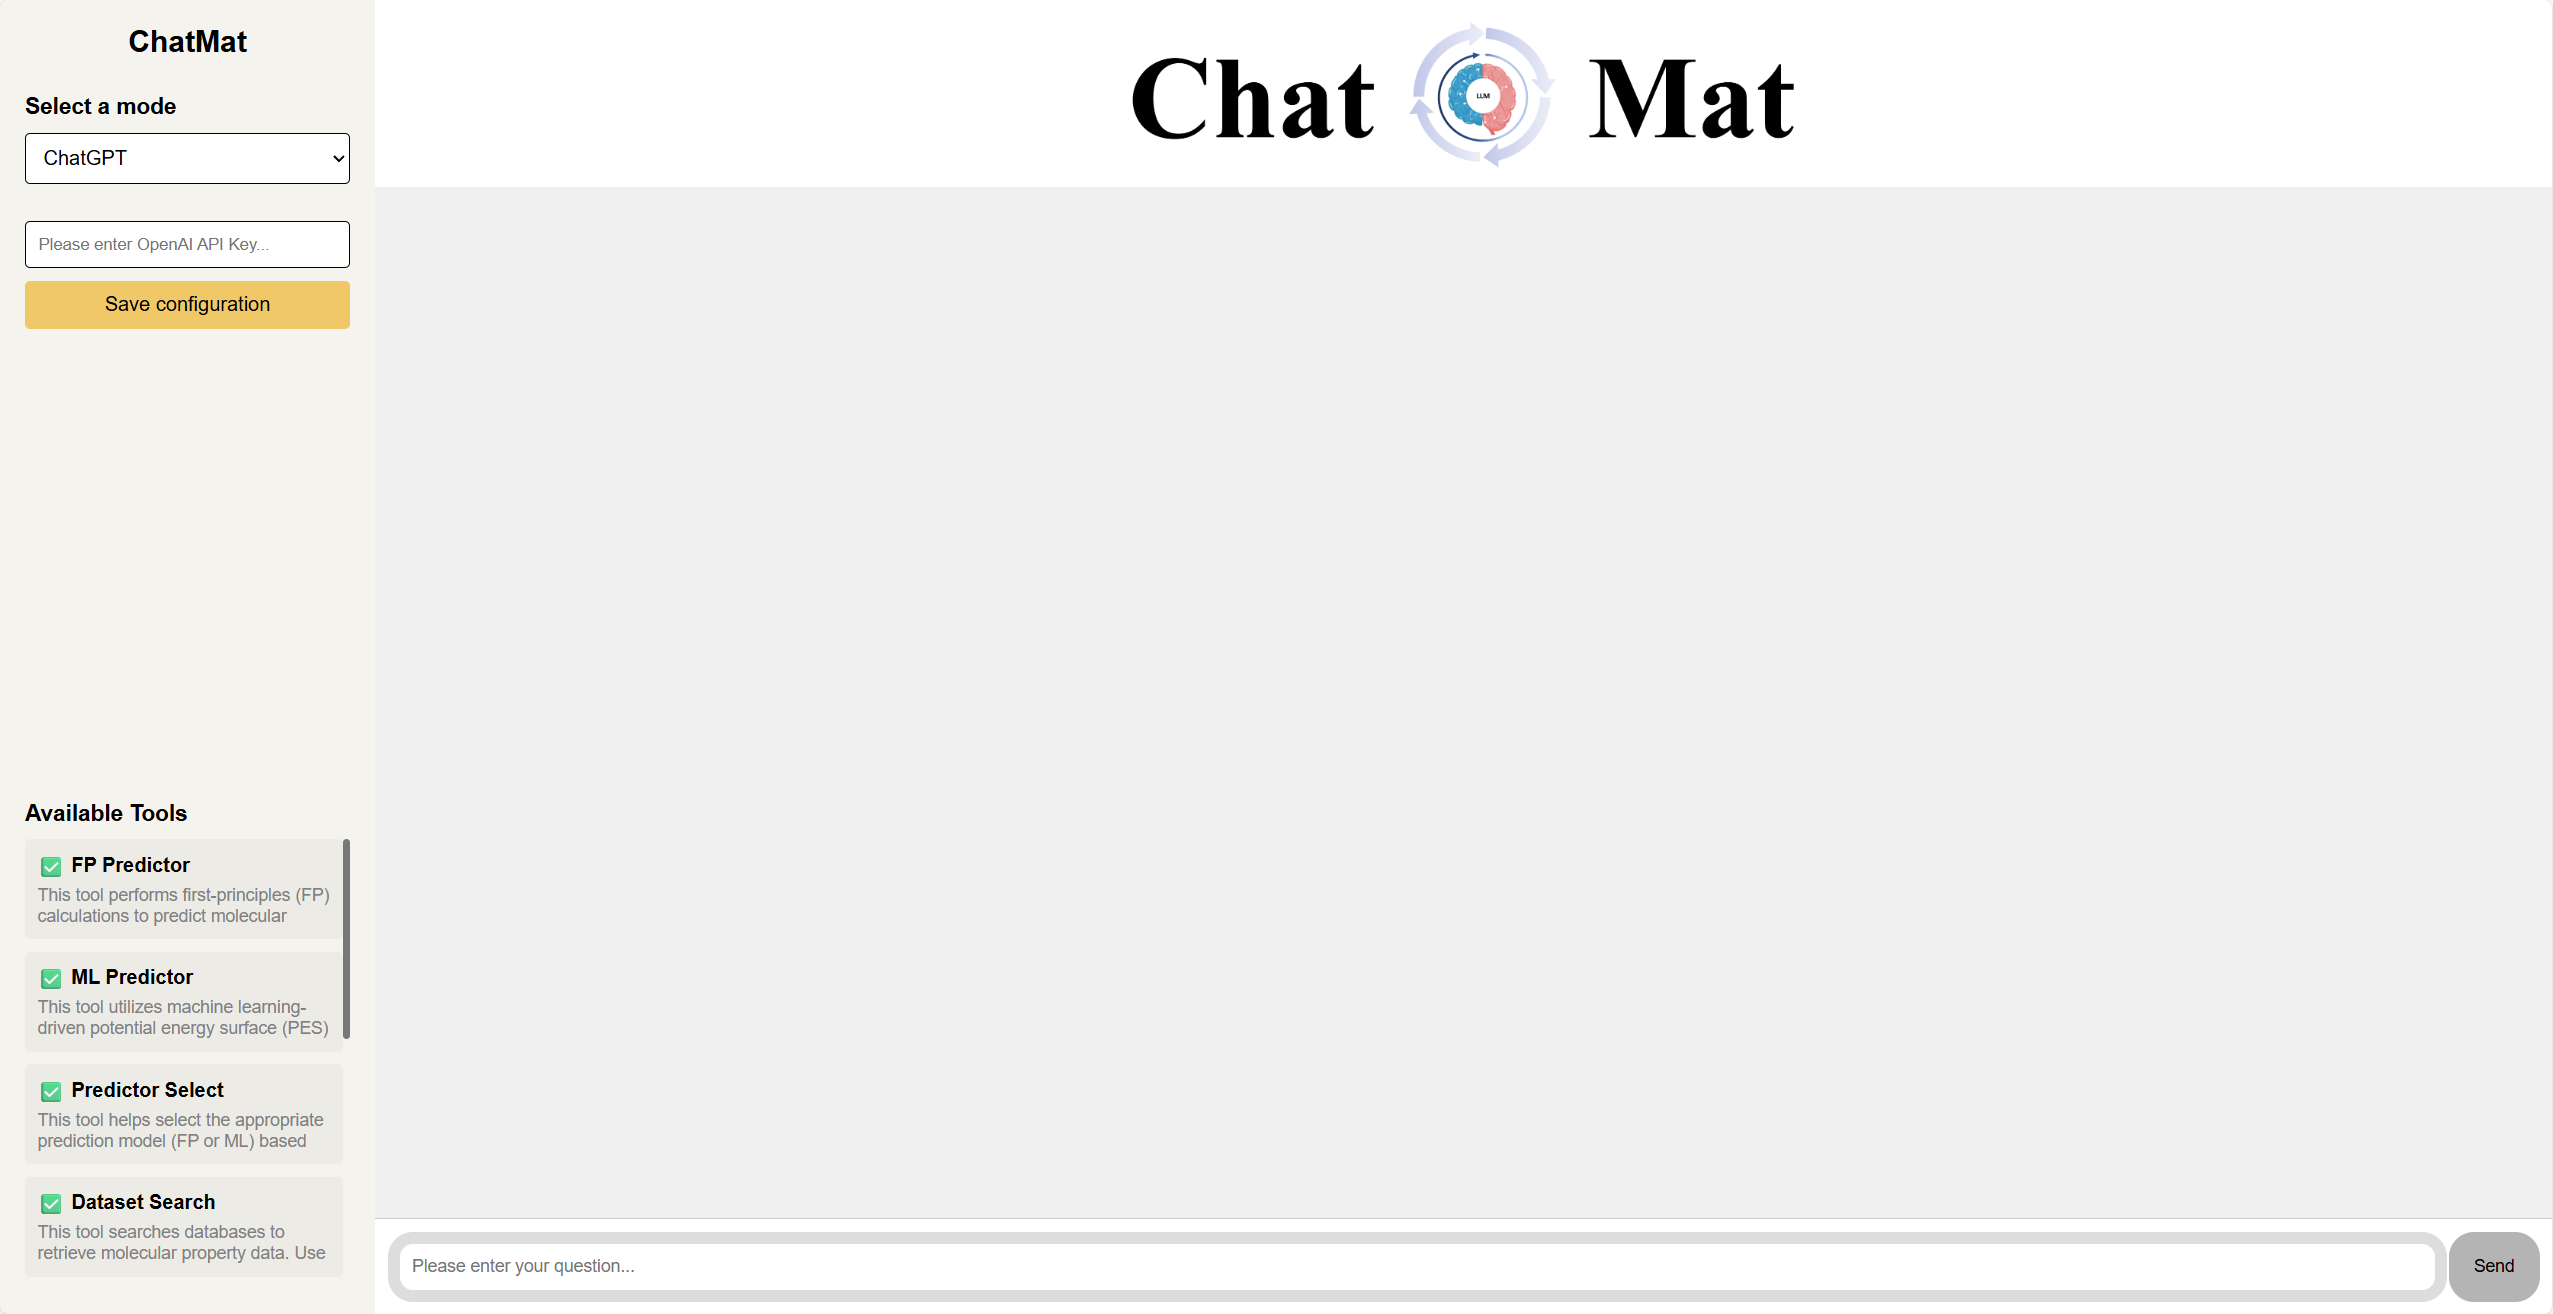 ChatMat
Select a mode
ChatGPT
Please enter OpenAI API Key...
Save configuration
Available Tools
FP Predictor
This tool performs first-principles (FP)
calculations to predict molecular
ML Predictor
This tool utilizes machine learning-
driven potential energy surface (PES)
Predictor Select
This tool helps select the appropriate
prediction model (FP or ML) based
Dataset Search
This tool searches databases to
retrieve molecular property data. Use
Chat LLM Mat
Please enter your question...
Send